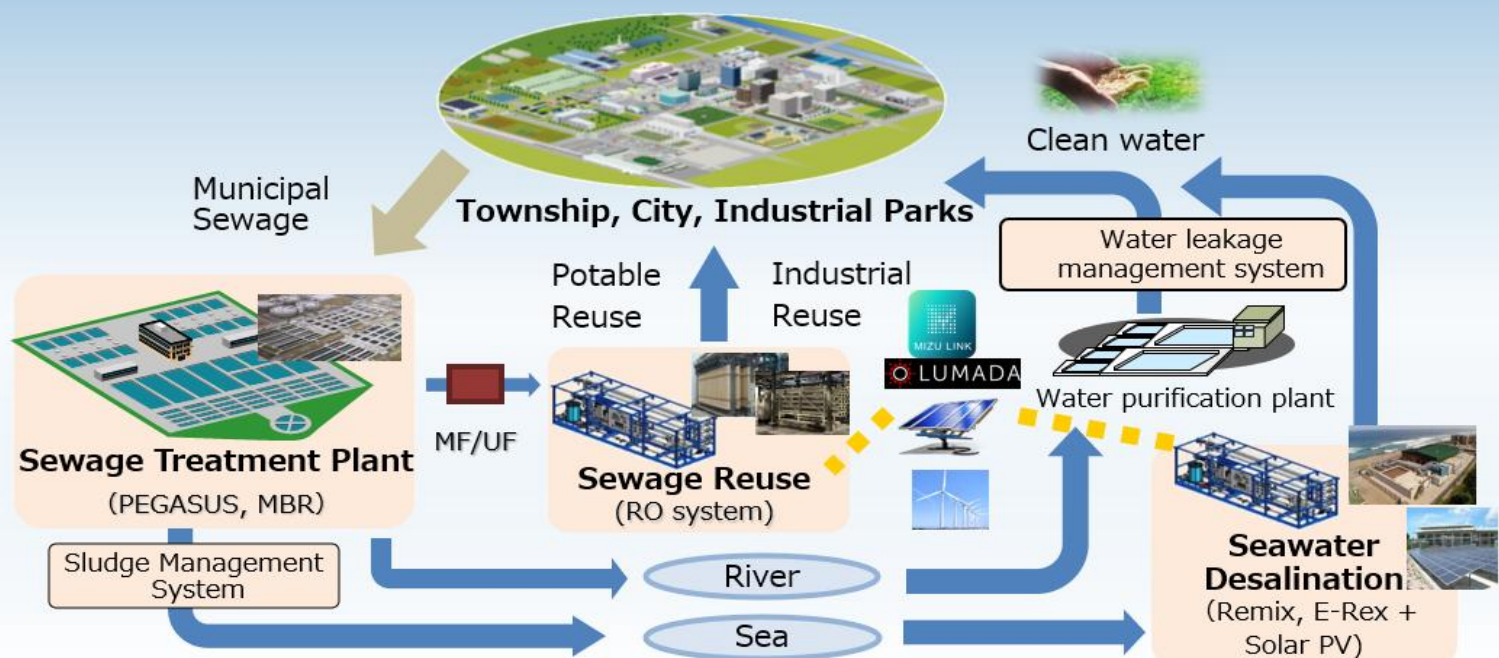 Clean water
Municipal
Sewage
Township, City, Industrial Parks
Water leakage
management system
Potable
Reuse
Industrial
Reuse
MIZU LINK
LUMADA
Water purification plant
MF/UF
Sewage Treatment Plant
(PEGASUS, MBR)
Sewage Reuse
(RO system)
Sludge Management
System
River
Sea
Seawater
Desalination
(Remix, E-Rex +
Solar PV)